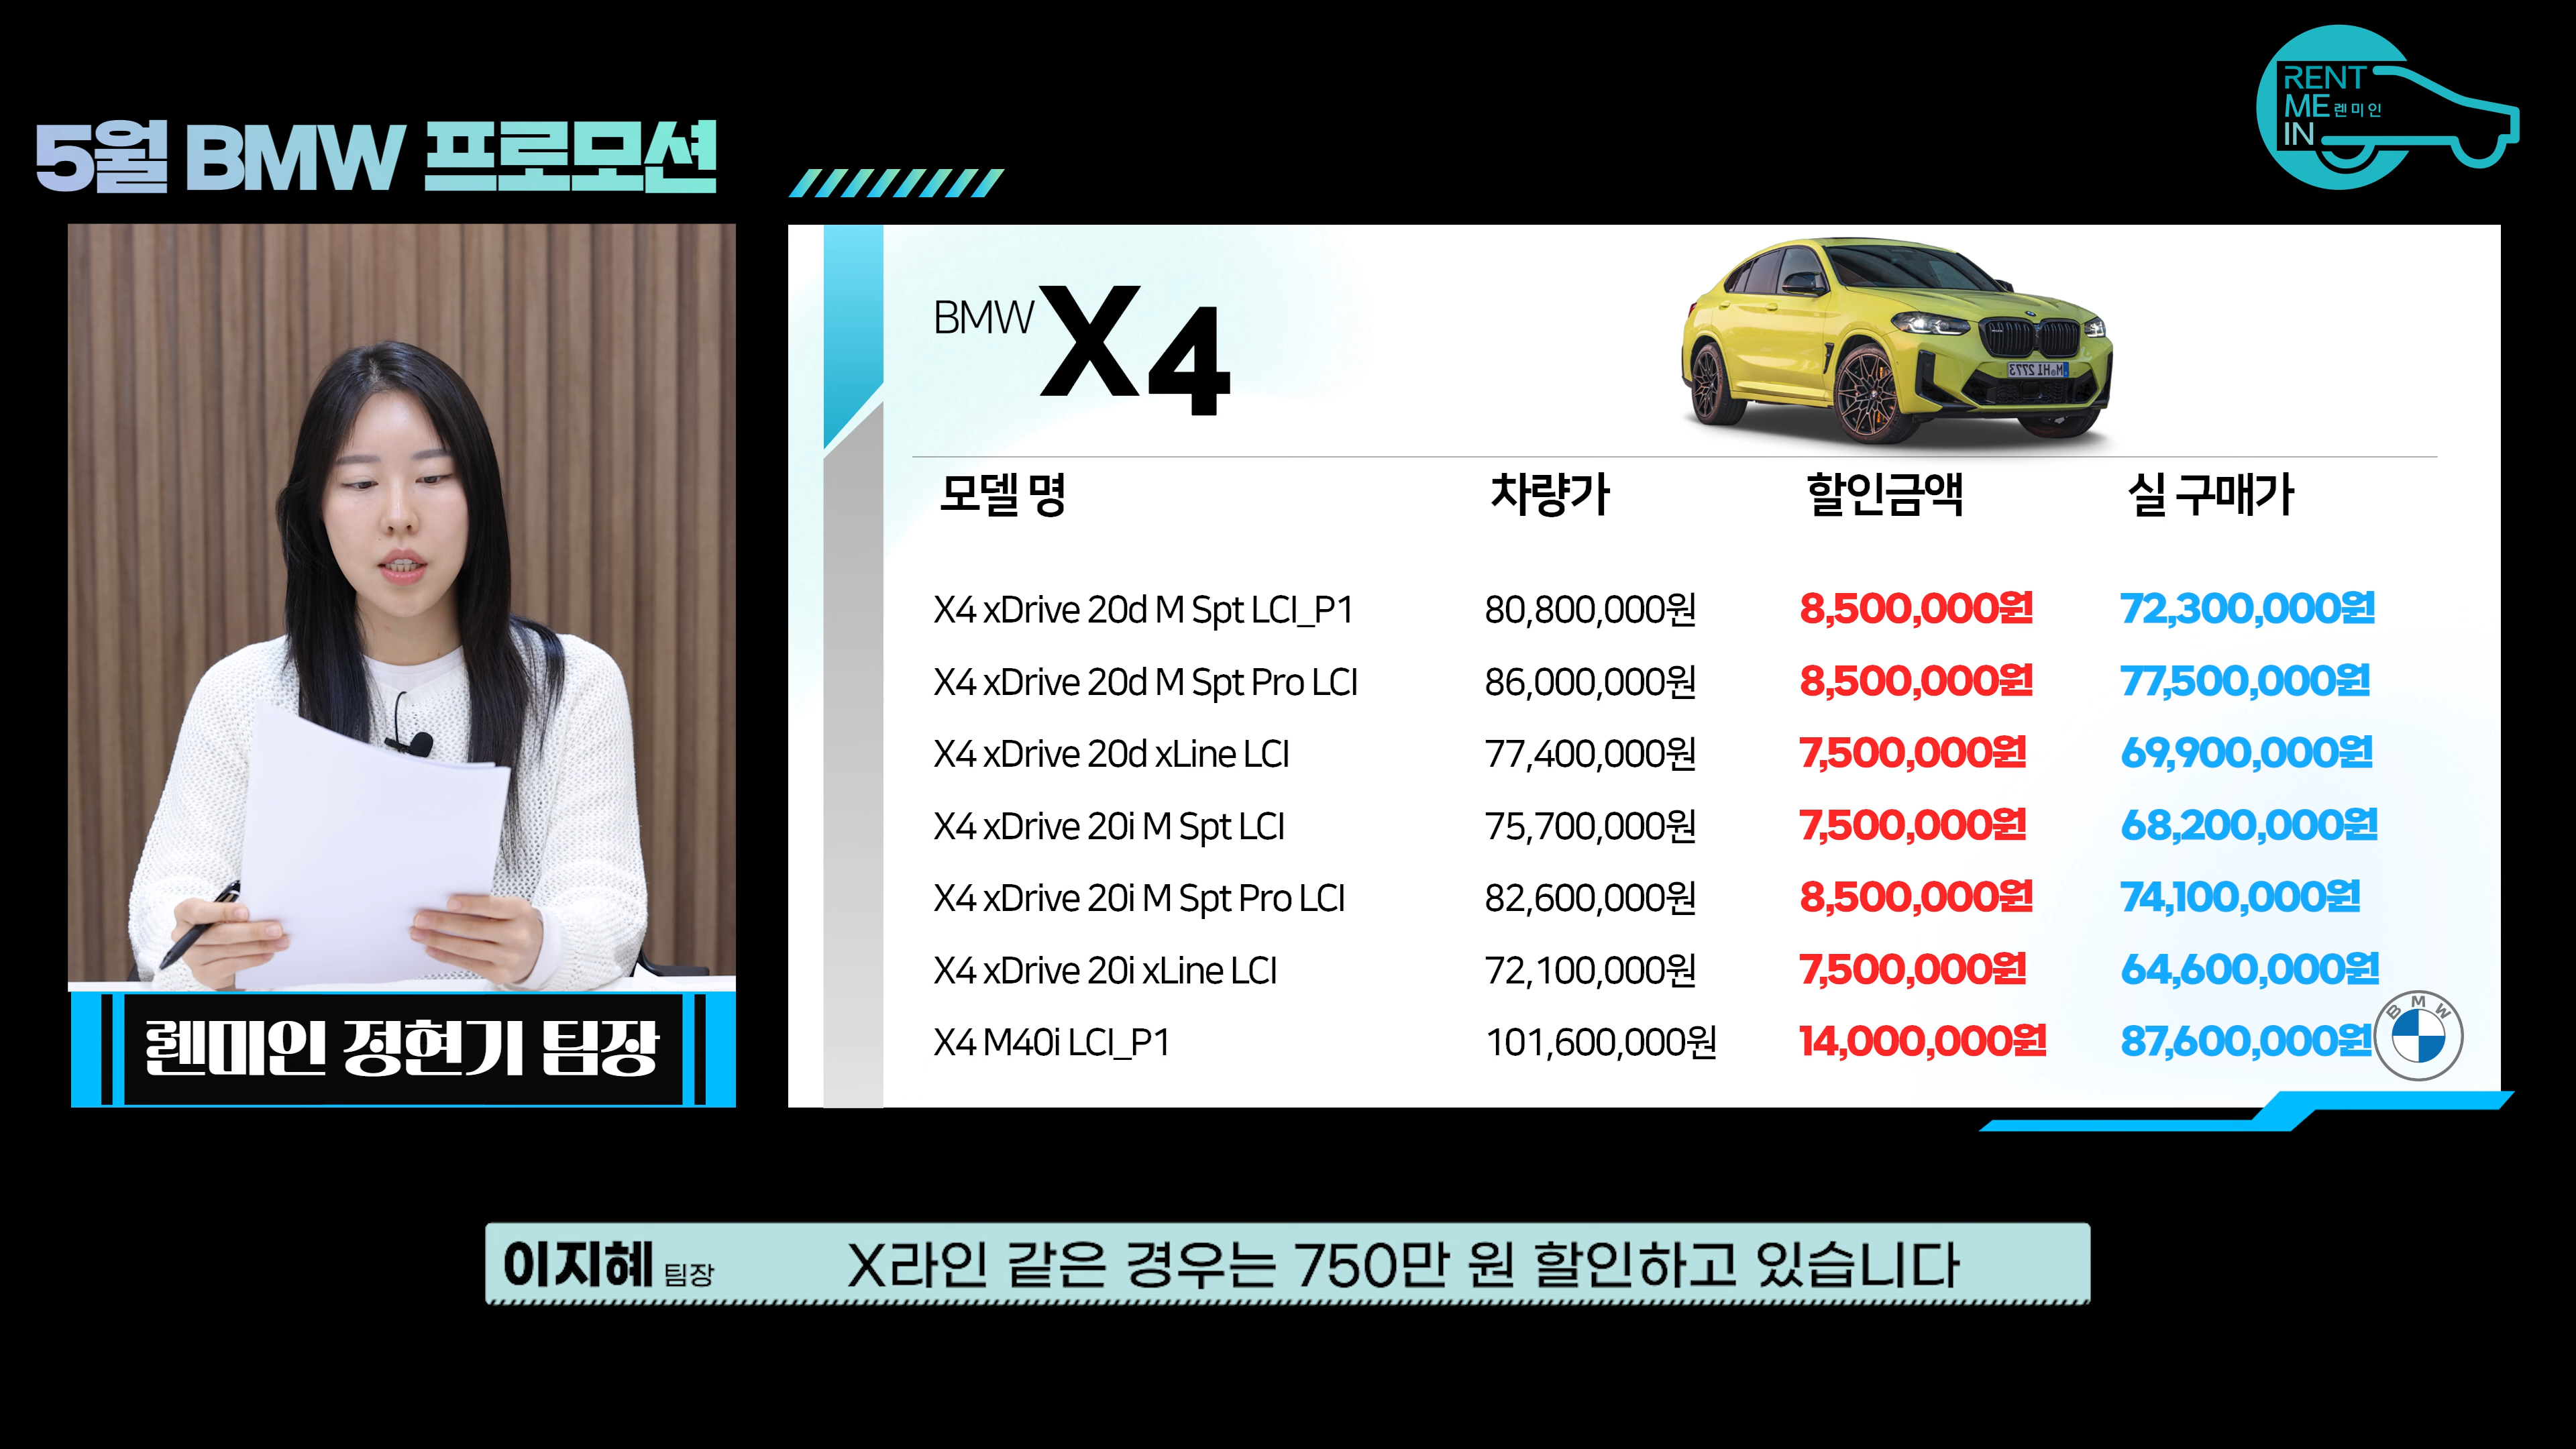 5월 BMW 프로모션
RENT
ME 렌미인
IN
BMW X4
모델 명 차량가 할인금액 실 구매가
X4 xDrive 20d M Spt LCI_P1 80,800,000원 8,500,000원 72,300,000원
X4 xDrive 20d M Spt Pro LCI 86,000,000원 8,500,000원 77,500,000원
X4 xDrive 20d xLine LCI 77,400,000원 7,500,000원 69,900,000원
X4 xDrive 20i M Spt LCI 75,700,000원 7,500,000원 68,200,000원
X4 xDrive 20i M Spt Pro LCI 82,600,000원 8,500,000원 74,100,000원
X4 xDrive 20i xLine LCI 72,100,000원 7,500,000원 64,600,000원
X4 M40i LCI_P1 101,600,000원 14,000,000원 87,600,000원
BMW
렌미인 정현기 팀장
이지혜 팀장 X라인 같은 경우는 750만 원 할인하고 있습니다